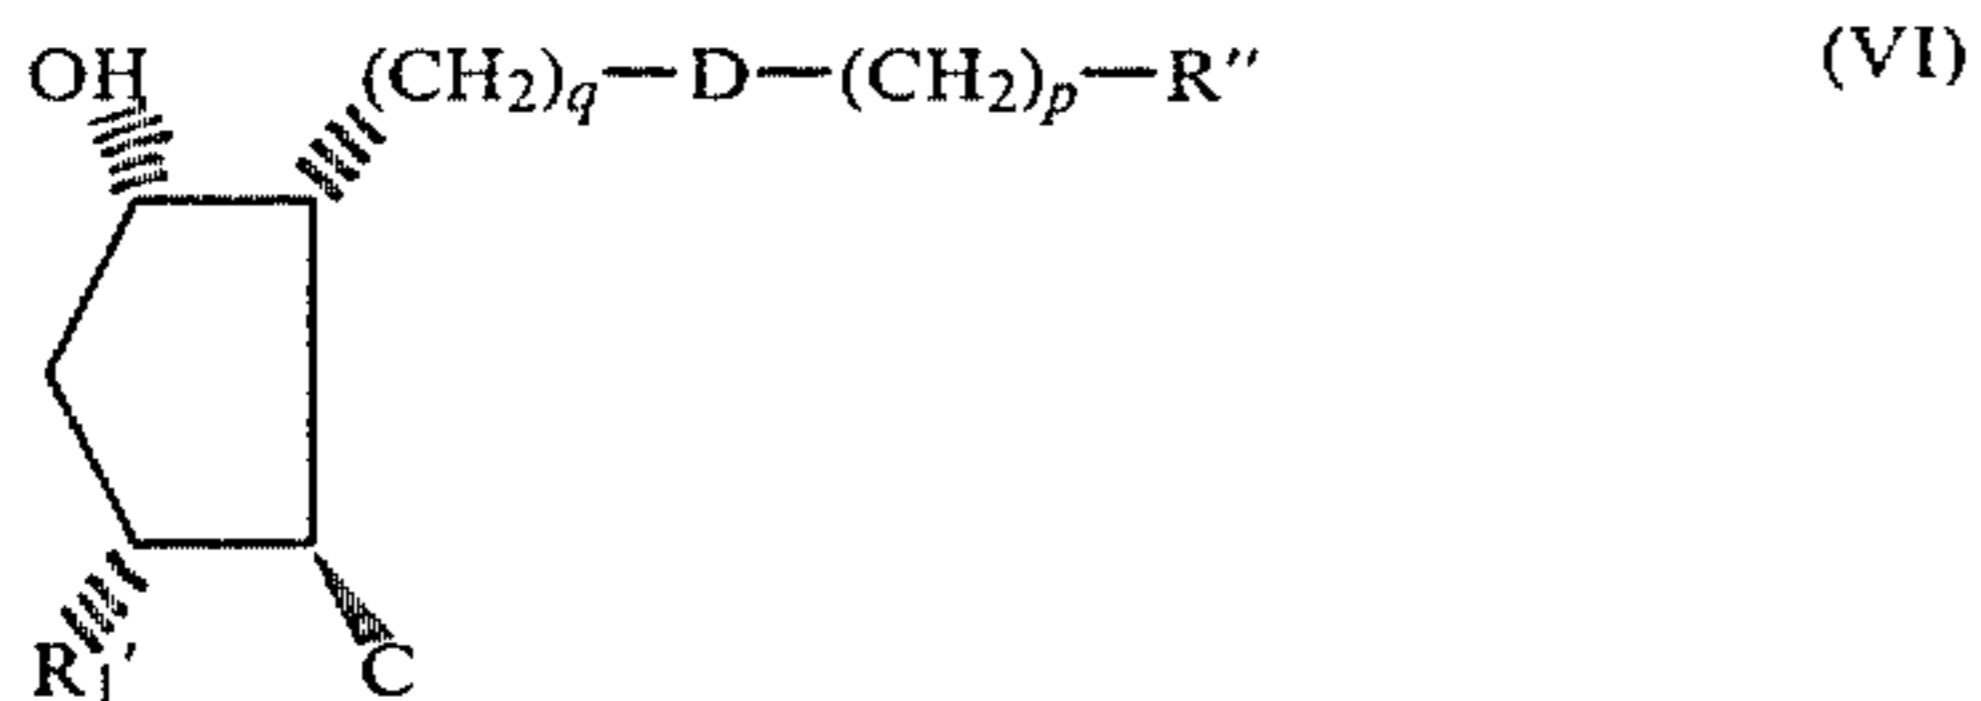 OH (CH₂)q—D—(CH₂)p—R″ (VI)
R₁′ C